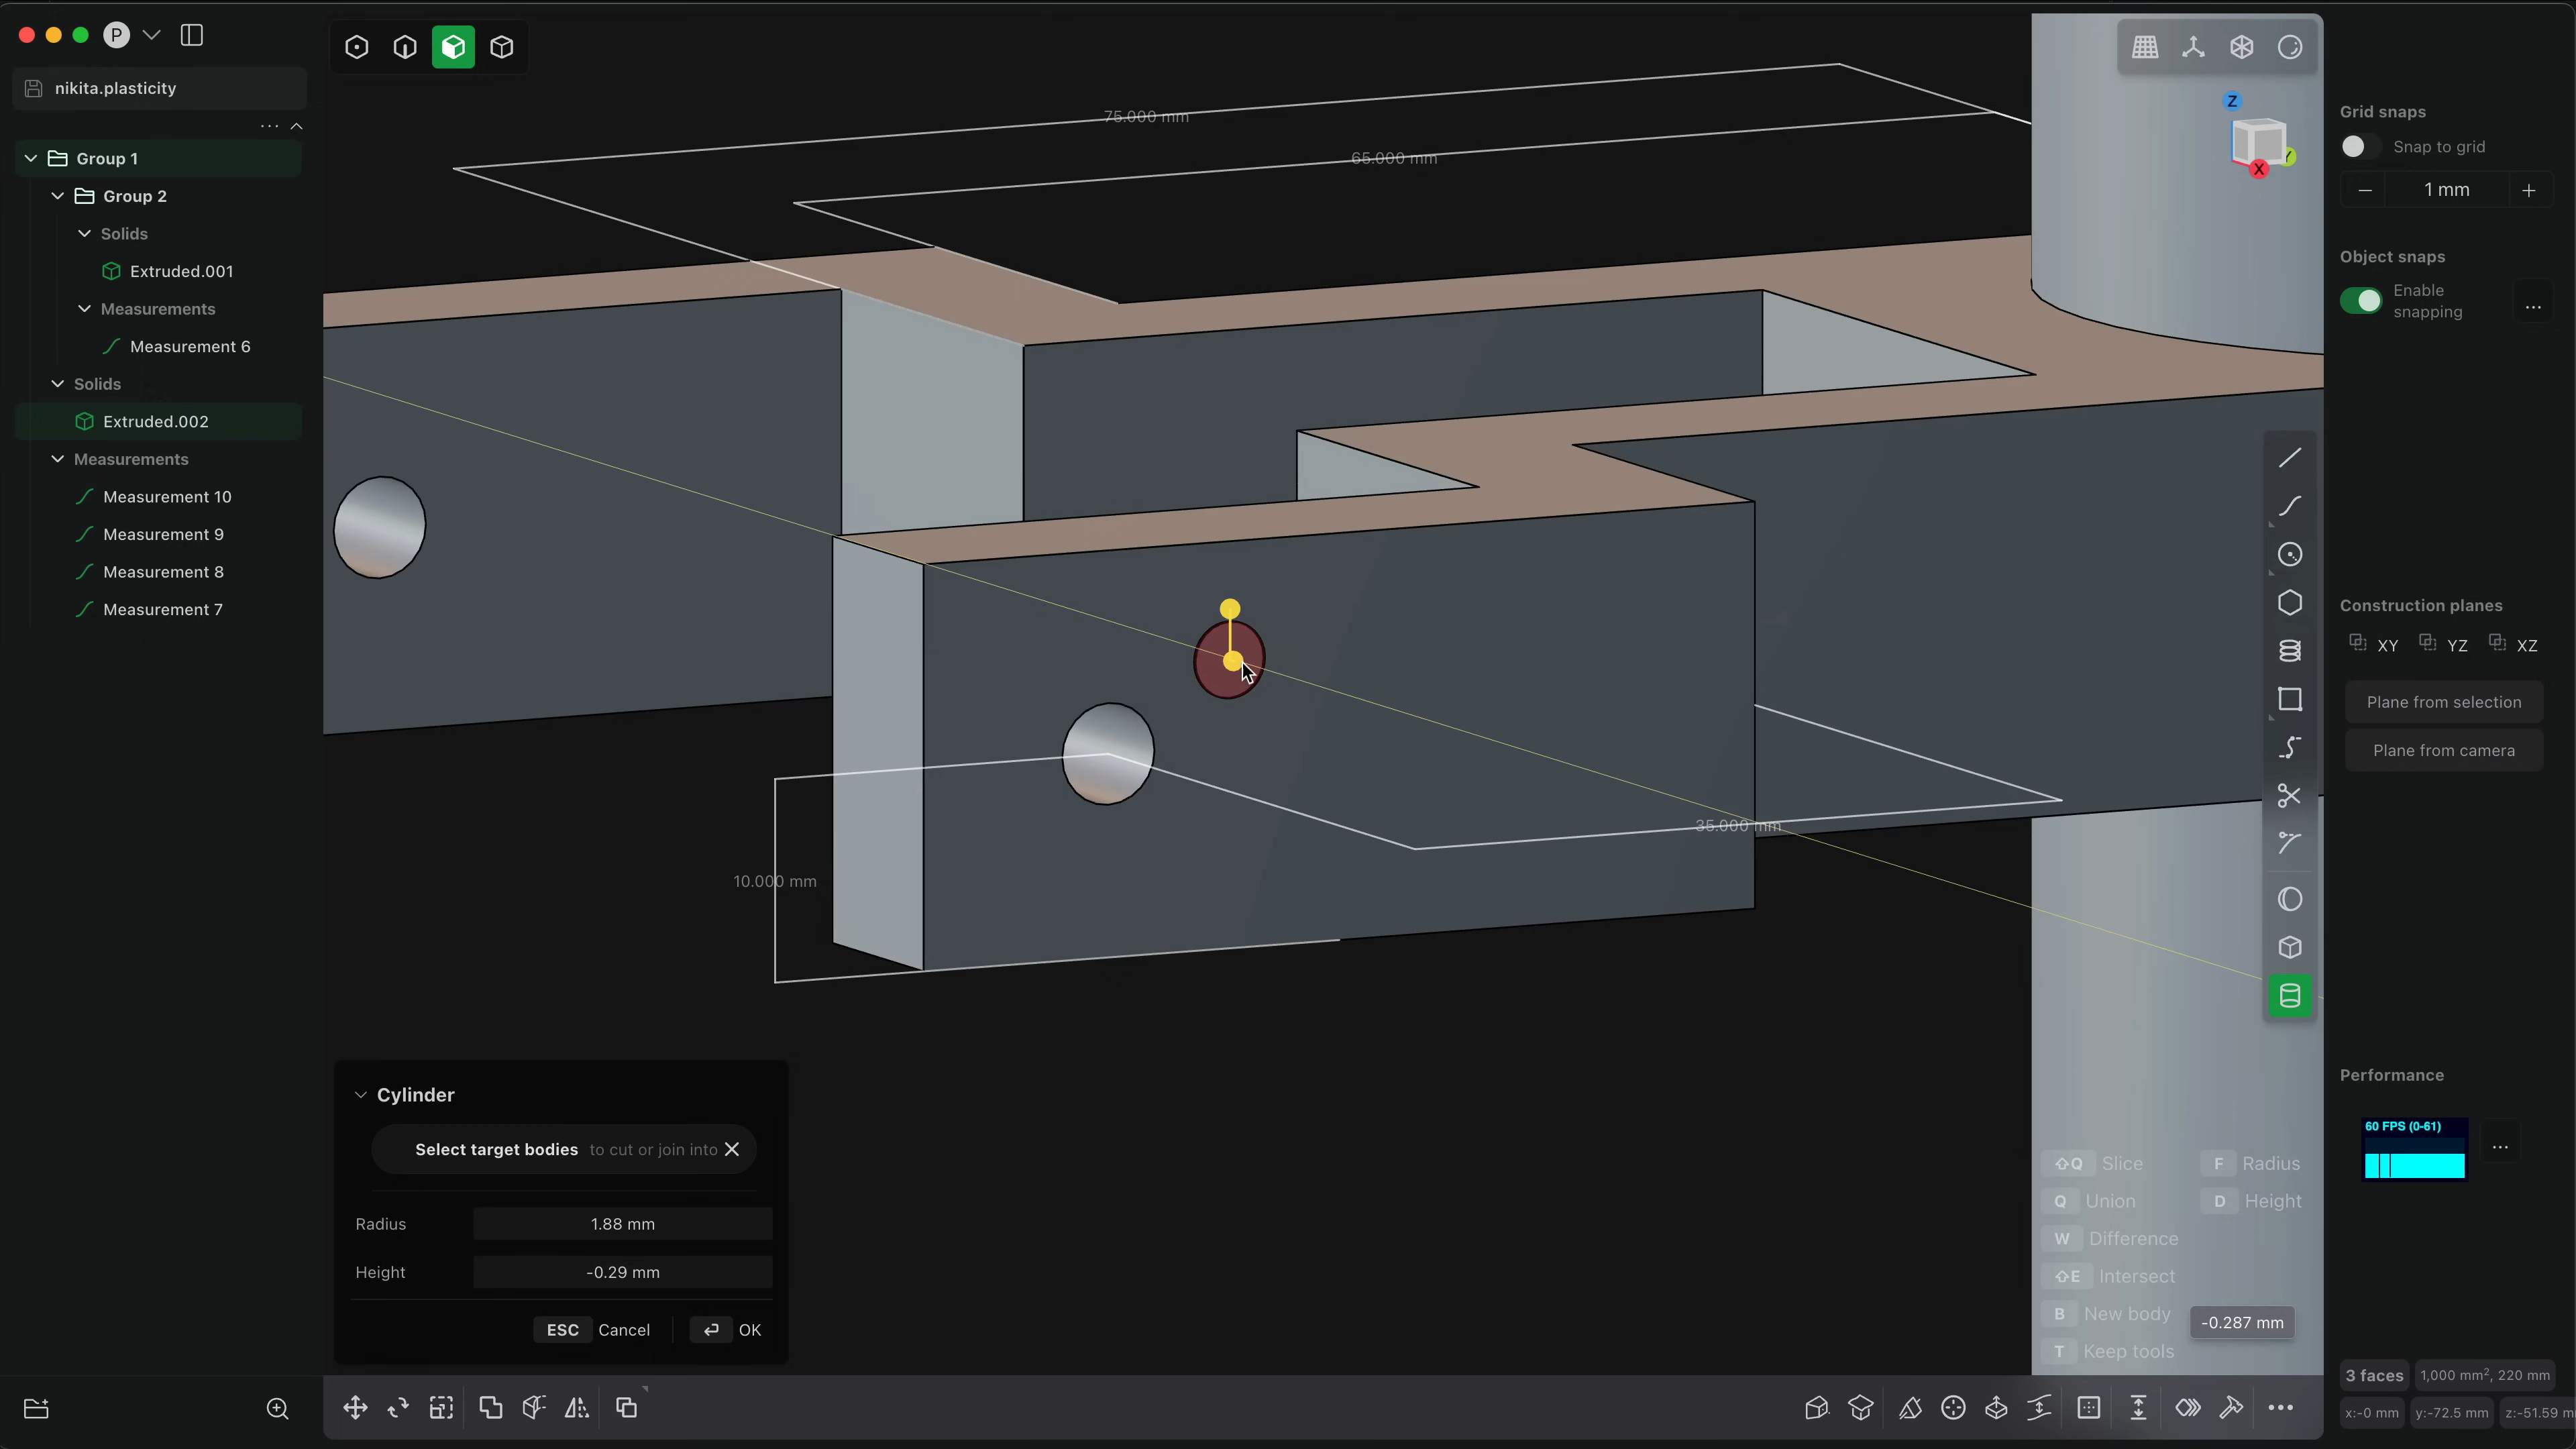 P
nikita.plasticity
Group 1
Group 2
Solids
Extruded.001
Measurements
Measurement 6
Solids
Extruded.002
Measurements
Measurement 10
Measurement 9
Measurement 8
Measurement 7
75.000 mm
65.000 mm
35.000 mm
10.000 mm
Z
Y
X
Cylinder
Select target bodies to cut or join into
Radius 1.88 mm
Height -0.29 mm
ESC Cancel OK
Q Slice F Radius
Q Union D Height
W Difference
E Intersect
B New body
T Keep tools
-0.287 mm
Grid snaps
Snap to grid
1 mm
Object snaps
Enable
snapping
Construction planes
XY YZ XZ
Plane from selection
Plane from camera
Performance
60 FPS (0-61)
3 faces 1,000 mm², 220 mm
x:-0 mm y:-72.5 mm z:-51.59 m